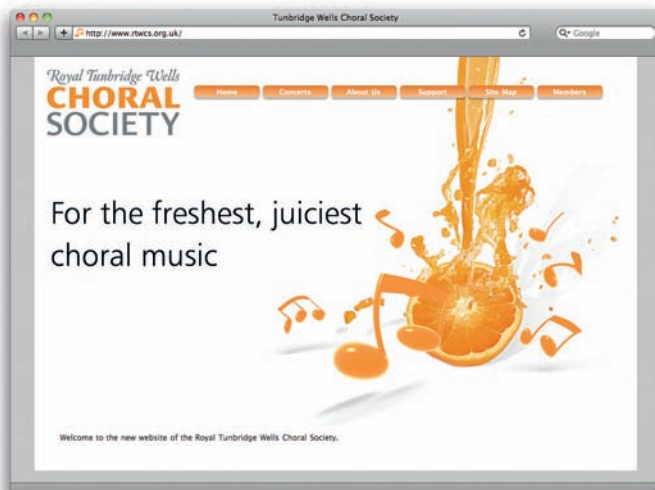 Tunbridge Wells Choral Society
http://www.rtwcs.org.uk/
Google
Royal Tunbridge Wells
CHORAL
SOCIETY
Home Concerts About Us Support Site Map Members
For the freshest, juiciest
choral music
Welcome to the new website of the Royal Tunbridge Wells Choral Society.